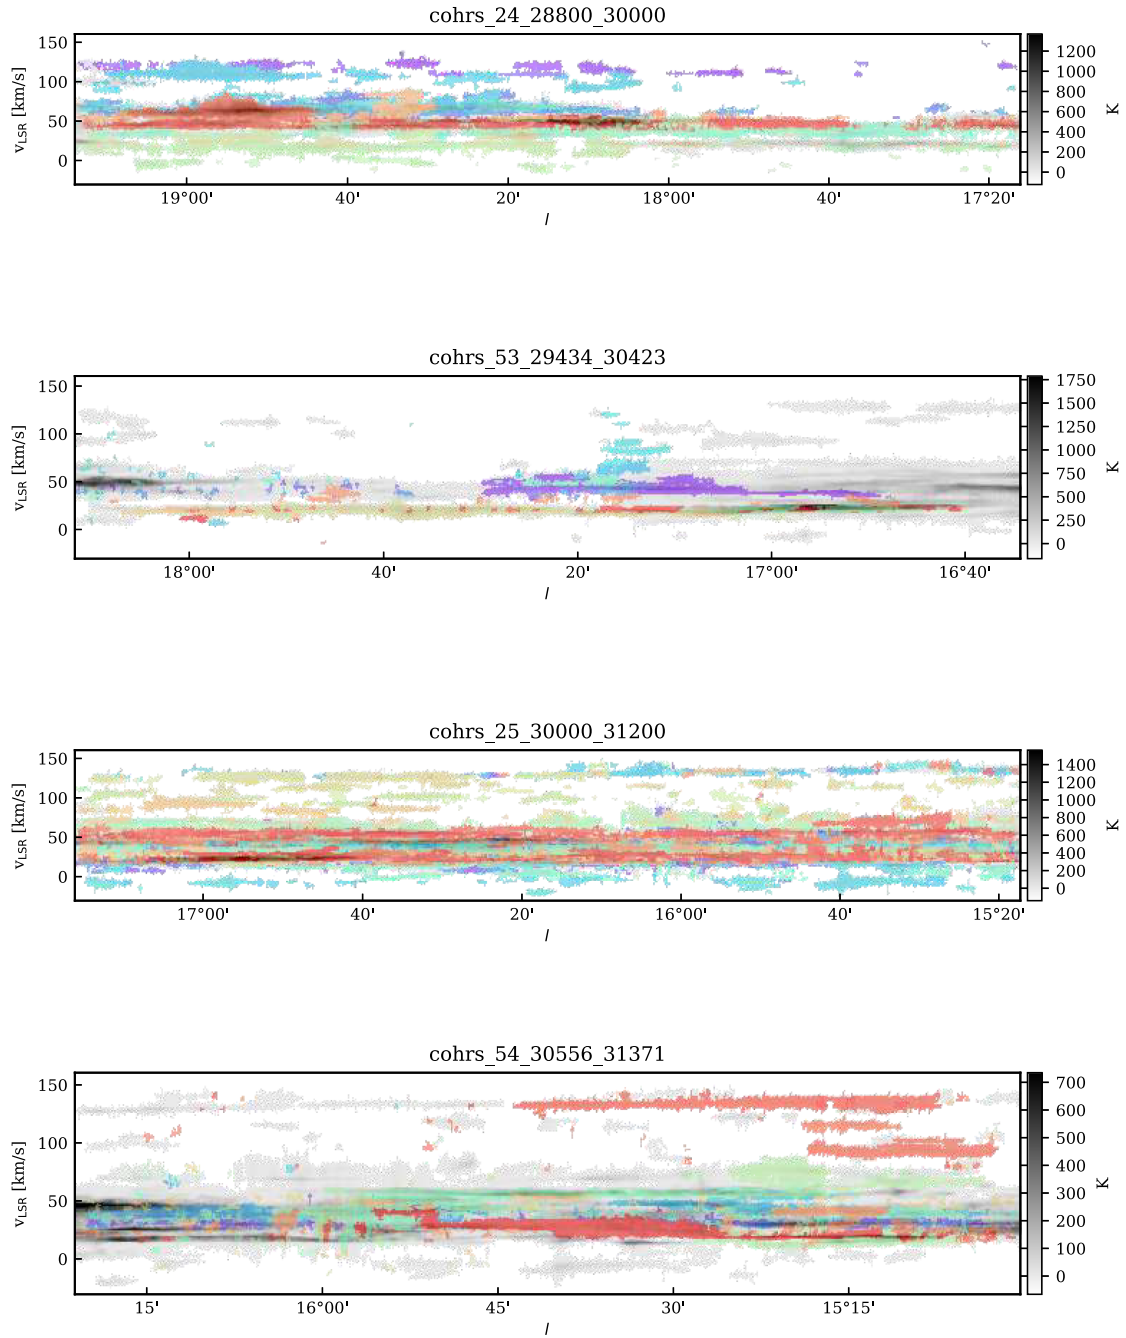 cohrs_24_28800_30000
150
100
50
0
v_LSR [km/s]
19°00' 40' 20' 18°00' 40' 17°20'
l
1200
1000
800
600
400
200
0
K
cohrs_53_29434_30423
150
100
50
0
v_LSR [km/s]
18°00' 40' 20' 17°00' 16°40'
l
1750
1500
1250
1000
750
500
250
0
K
cohrs_25_30000_31200
150
100
50
0
v_LSR [km/s]
17°00' 40' 20' 16°00' 40' 15°20'
l
1400
1200
1000
800
600
400
200
0
K
cohrs_54_30556_31371
150
100
50
0
v_LSR [km/s]
15' 16°00' 45' 30' 15°15'
l
700
600
500
400
300
200
100
0
K